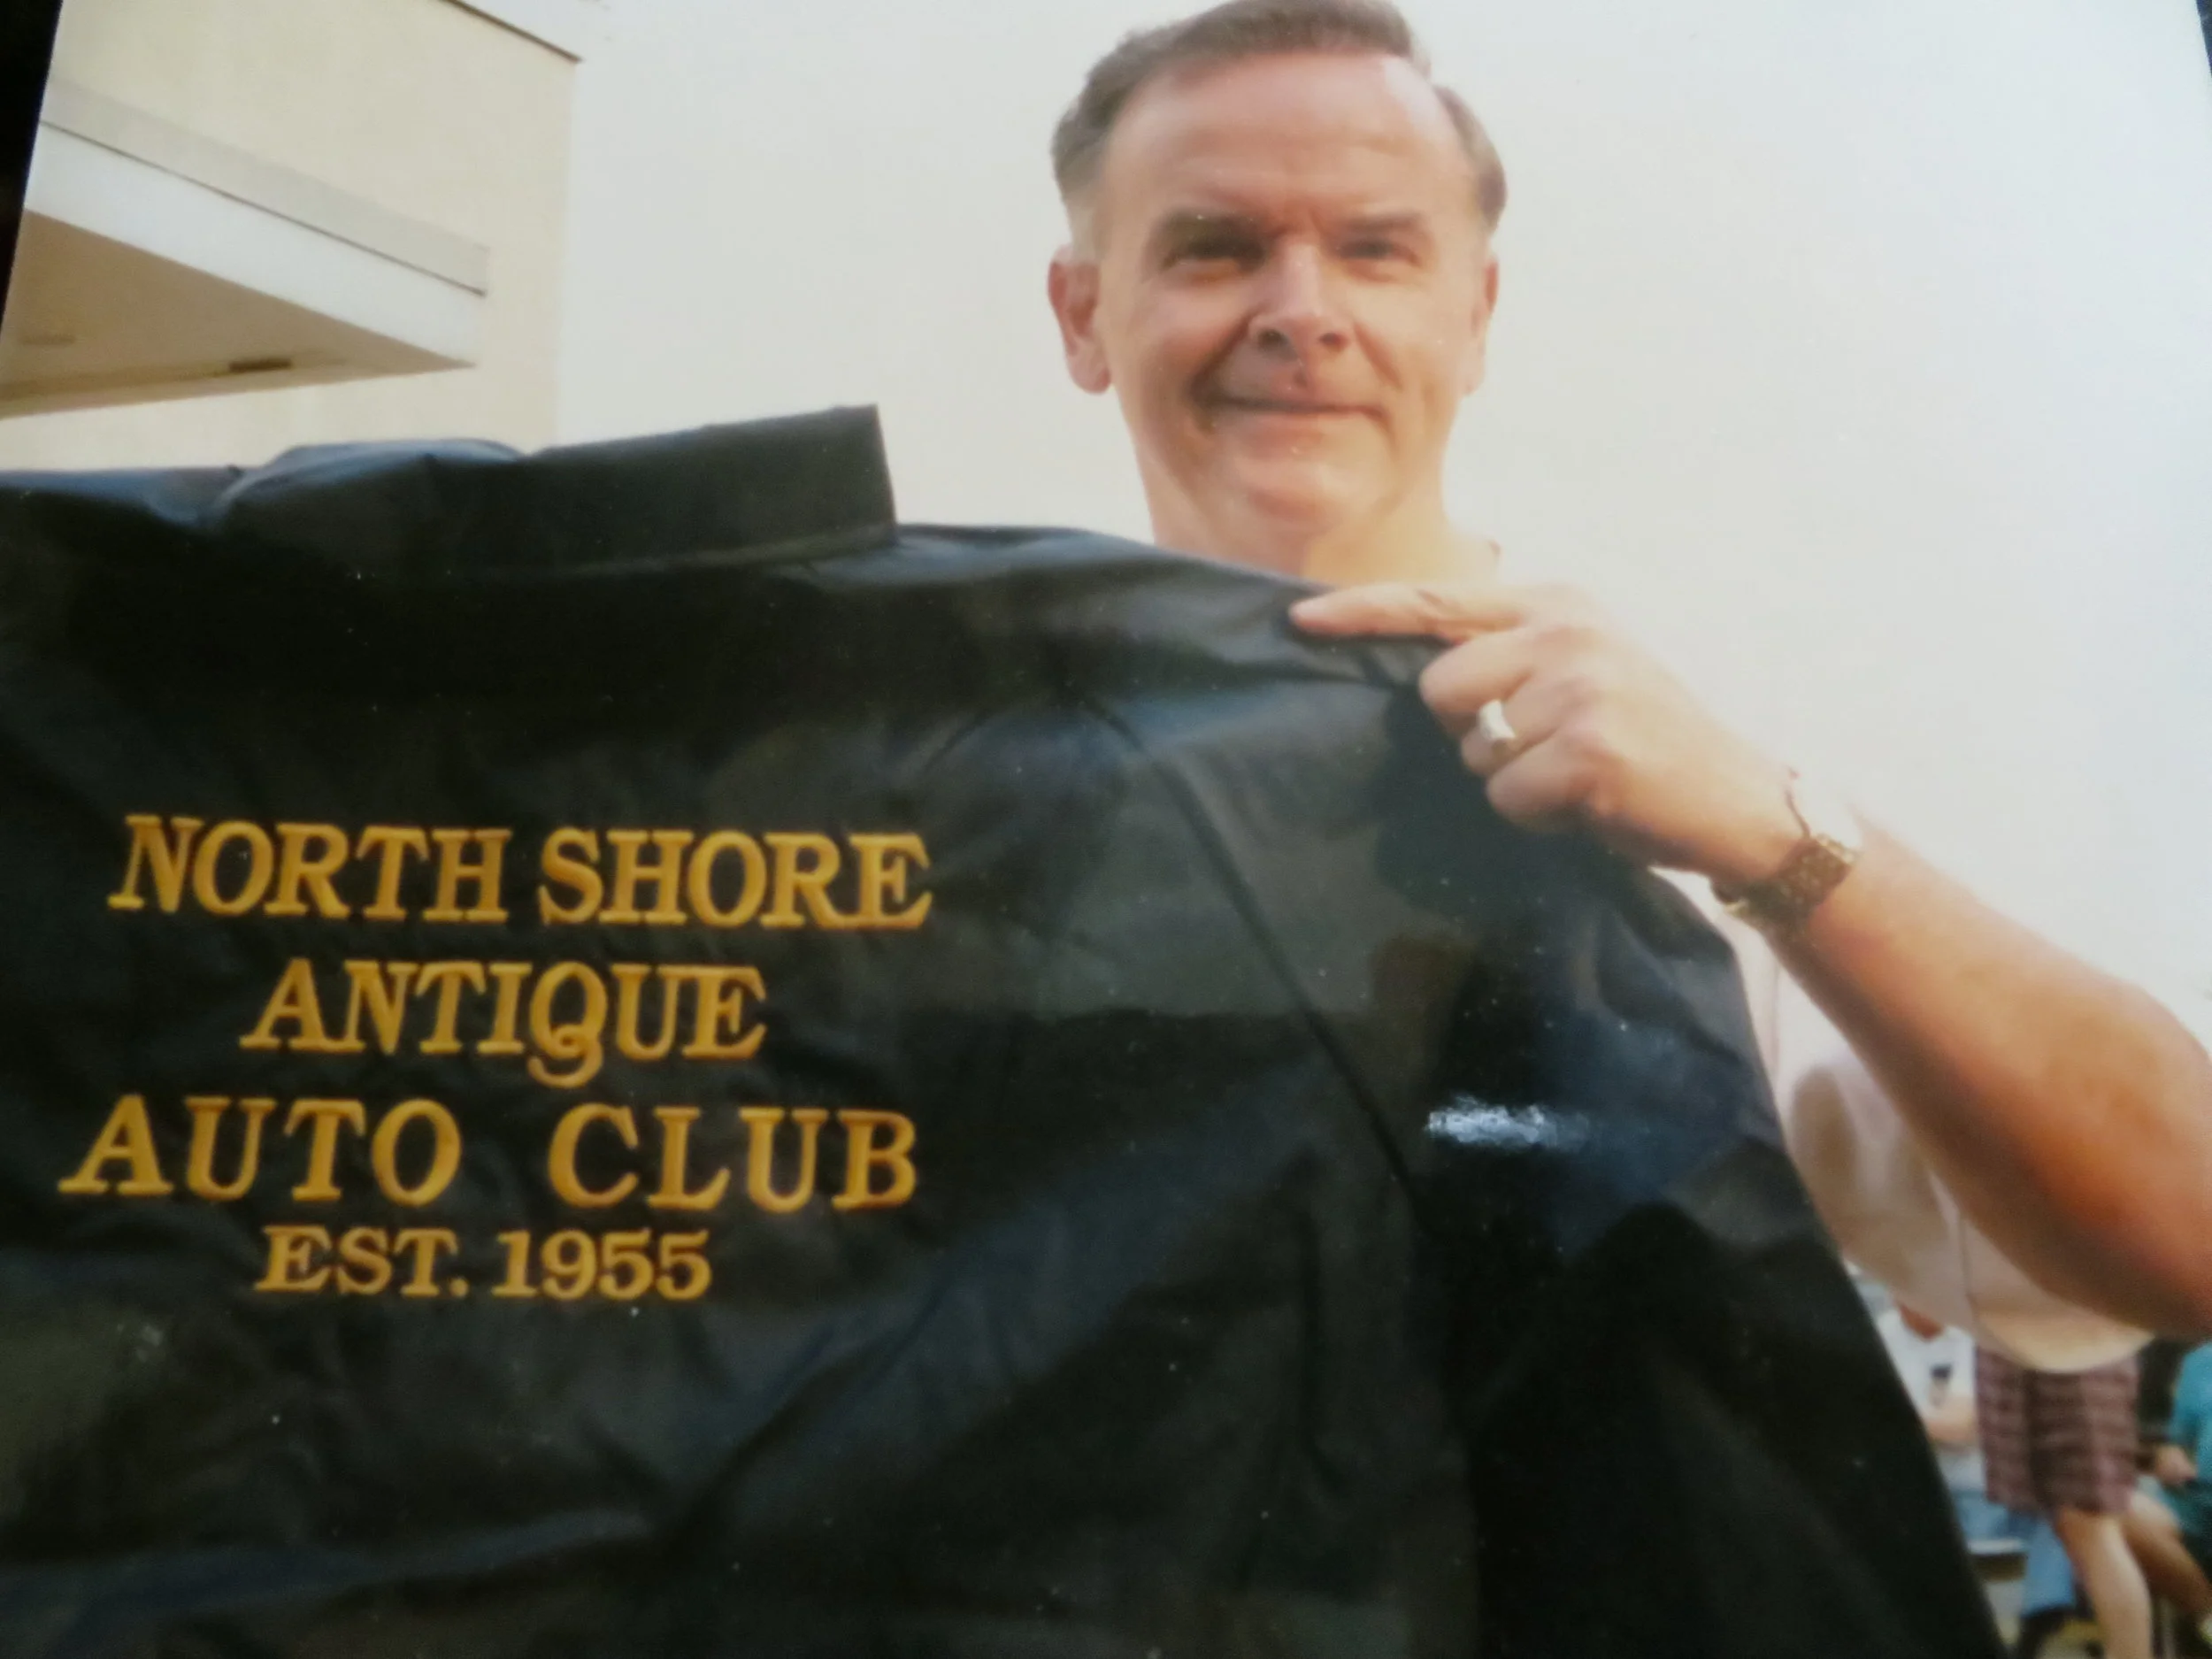 NORTH SHORE
ANTIQUE
AUTO CLUB
EST. 1955